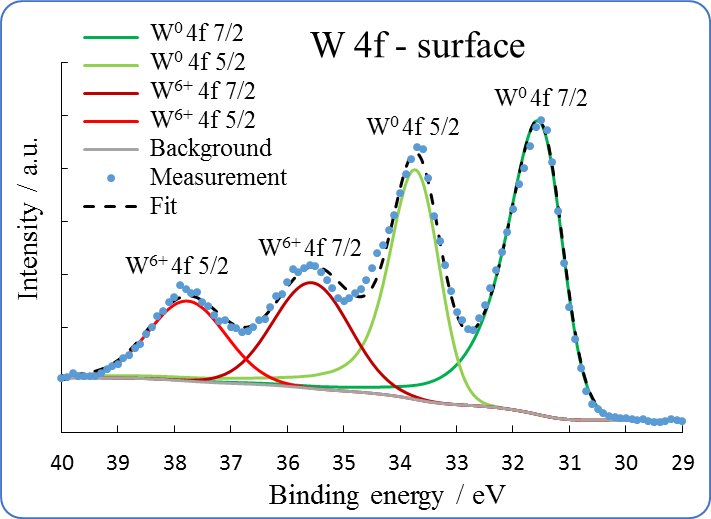 W⁰ 4f 7/2
W⁰ 4f 5/2
W⁶⁺ 4f 7/2
W⁶⁺ 4f 5/2
Background
Measurement
Fit
W 4f - surface
W⁰ 4f 7/2
W⁰ 4f 5/2
W⁶⁺ 4f 7/2
W⁶⁺ 4f 5/2
Intensity / a.u.
40 39 38 37 36 35 34 33 32 31 30 29
Binding energy / eV